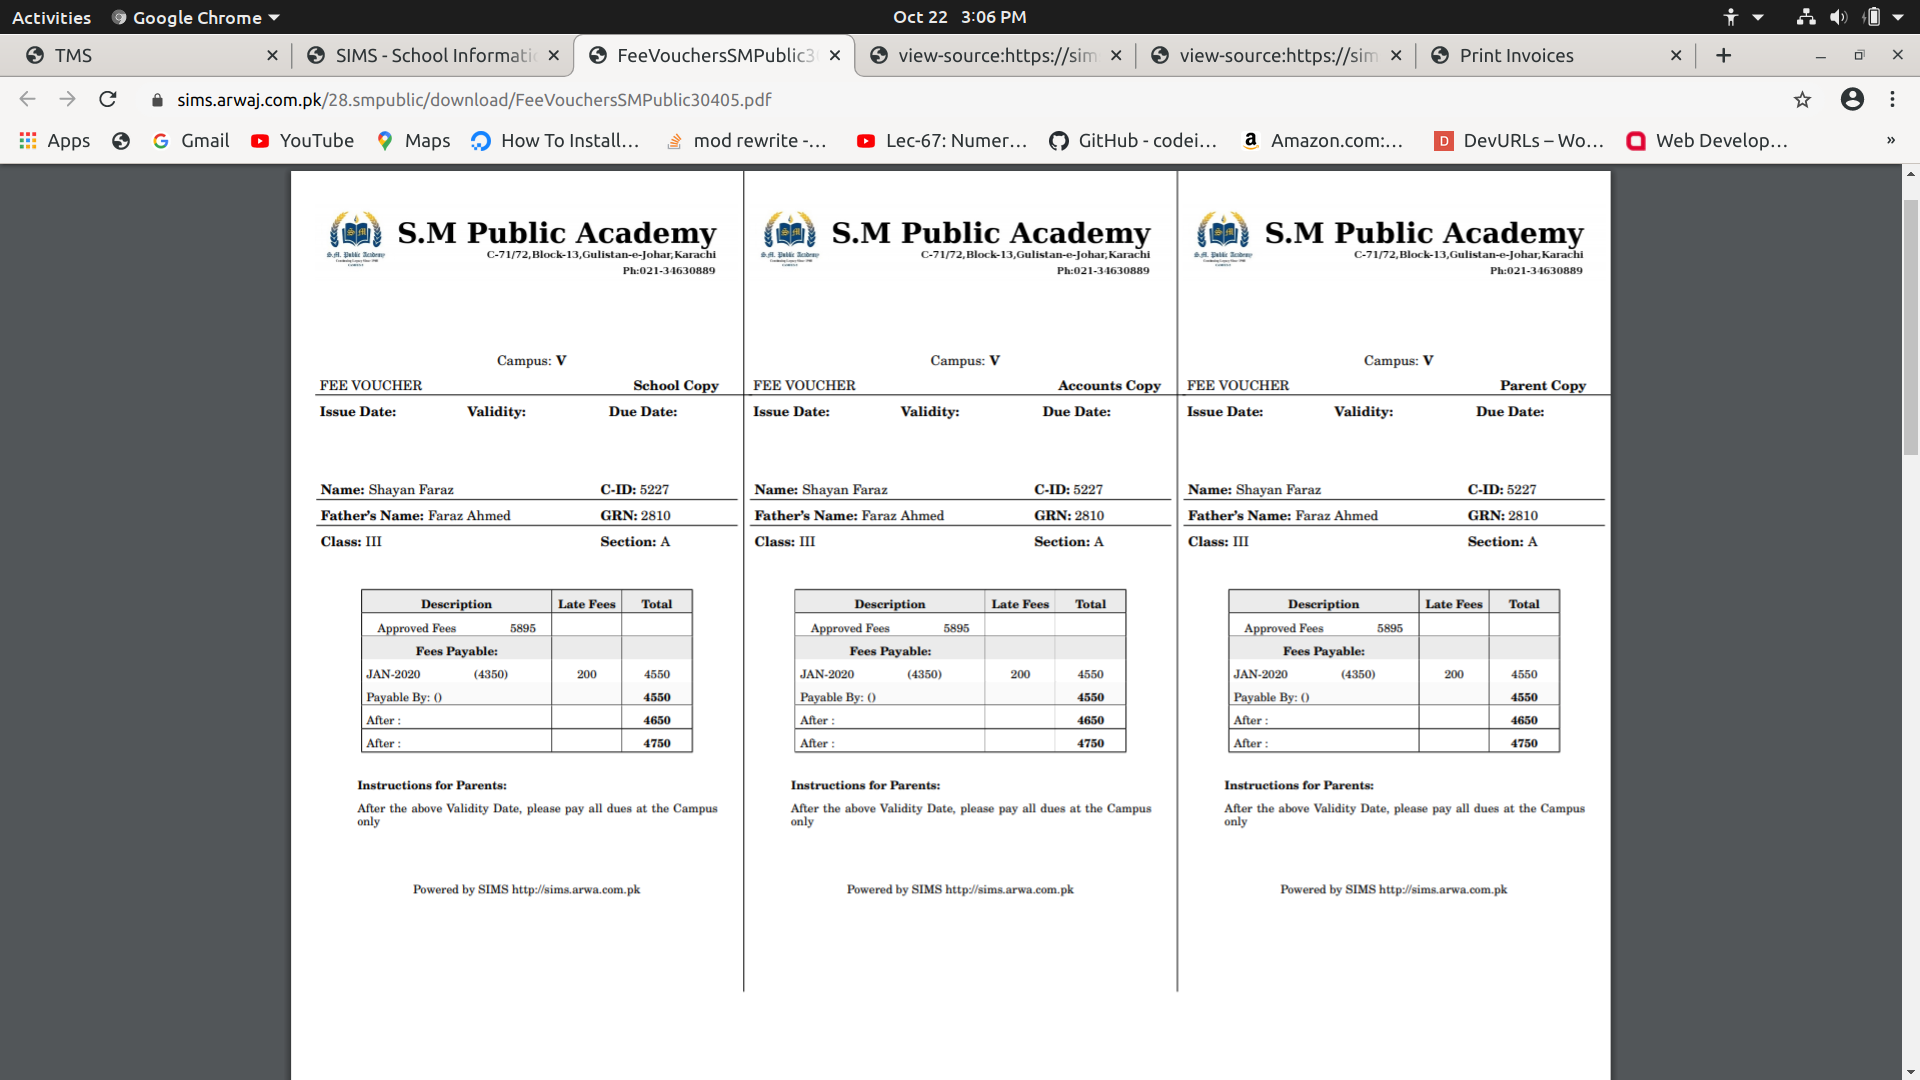 Activities Google Chrome Oct 22 3:06 PM
TMS SIMS - School Informati FeeVouchersSMPublic3 view-source:https://sim view-source:https://sim Print Invoices
sims.arwaj.com.pk/28.smpublic/download/FeeVouchersSMPublic30405.pdf
Apps Gmail YouTube Maps How To Install... mod rewrite -... Lec-67: Numer... GitHub - codei... Amazon.com:... DevURLs – Wo... Web Develop... »
S.M Public Academy S.M Public Academy S.M Public Academy
C-71/72,Block-13,Gulistan-e-Johar,Karachi C-71/72,Block-13,Gulistan-e-Johar,Karachi C-71/72,Block-13,Gulistan-e-Johar,Karachi
S.M. Public Academy S.M. Public Academy S.M. Public Academy
Ph:021-34630889 Ph:021-34630889 Ph:021-34630889
Campus: V Campus: V Campus: V
FEE VOUCHER School Copy FEE VOUCHER Accounts Copy FEE VOUCHER Parent Copy
Issue Date: Validity: Due Date: Issue Date: Validity: Due Date: Issue Date: Validity: Due Date:
Name: Shayan Faraz C-ID: 5227 Name: Shayan Faraz C-ID: 5227 Name: Shayan Faraz C-ID: 5227
Father's Name: Faraz Ahmed GRN: 2810 Father's Name: Faraz Ahmed GRN: 2810 Father's Name: Faraz Ahmed GRN: 2810
Class: III Section: A Class: III Section: A Class: III Section: A
Description Late Fees Total Description Late Fees Total Description Late Fees Total
Approved Fees 5895 Approved Fees 5895 Approved Fees 5895
Fees Payable: Fees Payable: Fees Payable:
JAN-2020 (4350) 200 4550 JAN-2020 (4350) 200 4550 JAN-2020 (4350) 200 4550
Payable By: () 4550 Payable By: () 4550 Payable By: () 4550
After : 4650 After : 4650 After : 4650
After : 4750 After : 4750 After : 4750
Instructions for Parents: Instructions for Parents: Instructions for Parents:
After the above Validity Date, please pay all dues at the Campus After the above Validity Date, please pay all dues at the Campus After the above Validity Date, please pay all dues at the Campus
only only only
Powered by SIMS http://sims.arwa.com.pk Powered by SIMS http://sims.arwa.com.pk Powered by SIMS http://sims.arwa.com.pk